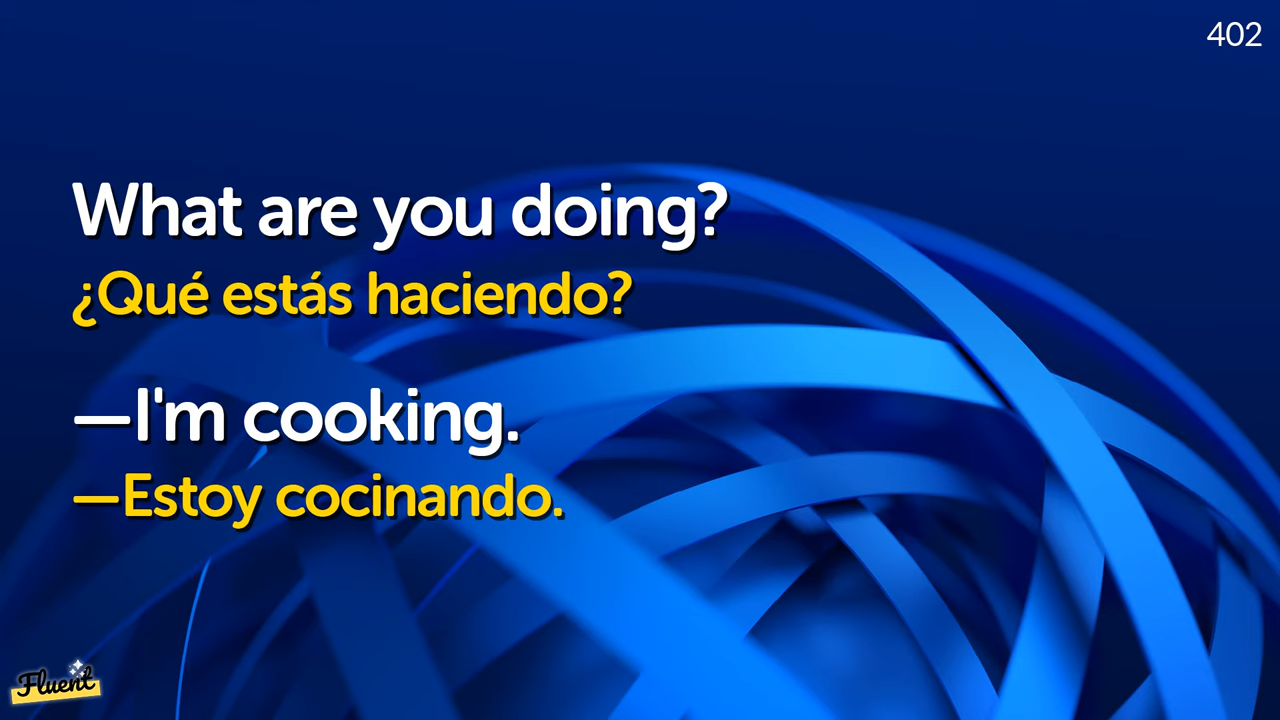 402
What are you doing?
¿Qué estás haciendo?
—I'm cooking.
—Estoy cocinando.
Fluent